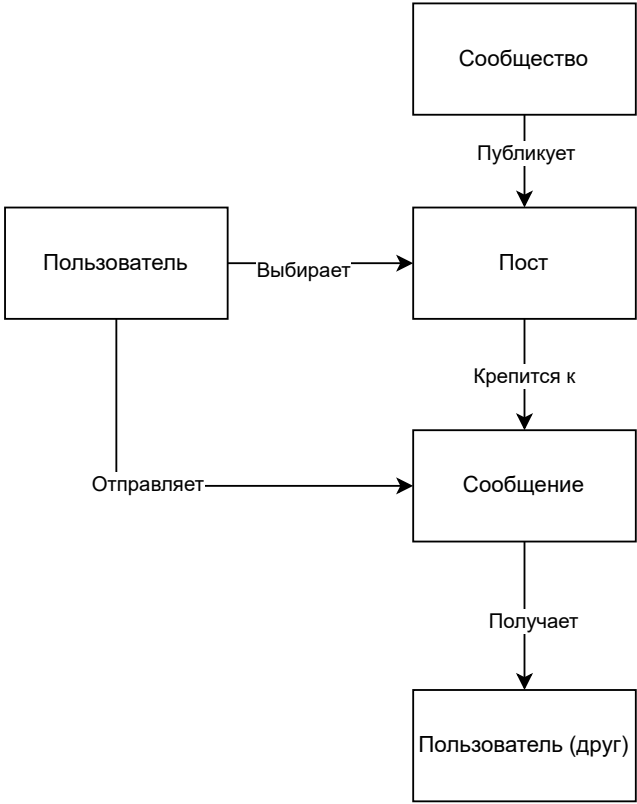 Сообщество
Публикует
Пользователь
Выбирает
Пост
Крепится к
Отправляет
Сообщение
Получает
Пользователь (друг)